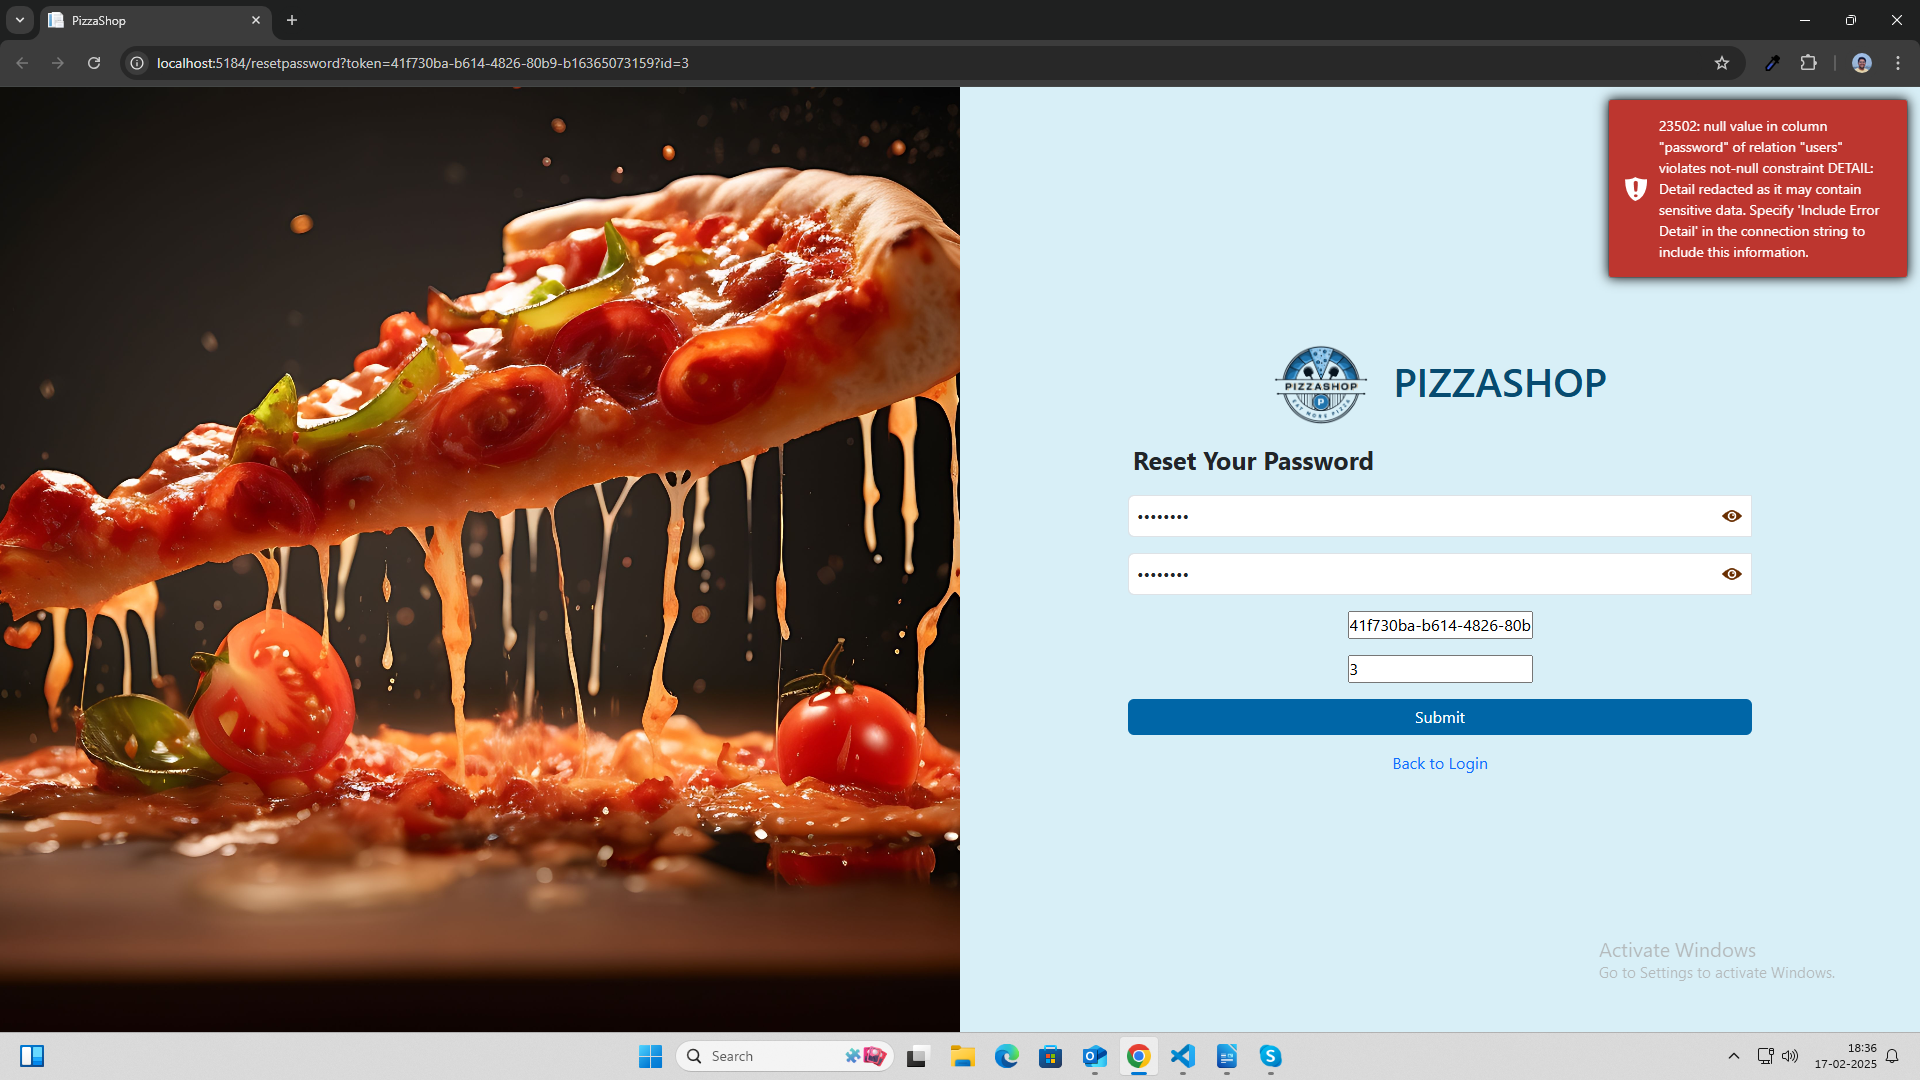 PizzaShop
localhost:5184/resetpassword?token=41f730ba-b614-4826-80b9-b16365073159?id=3
23502: null value in column
"password" of relation "users"
violates not-null constraint DETAIL:
Detail redacted as it may contain
sensitive data. Specify 'Include Error
Detail' in the connection string to
include this information.
PIZZASHOP
EAT MORE PIZZA
PIZZASHOP
Reset Your Password
••••••••
••••••••
41f730ba-b614-4826-80b
3
Submit
Back to Login
Activate Windows
Go to Settings to activate Windows.
Search
18:36
17-02-2025